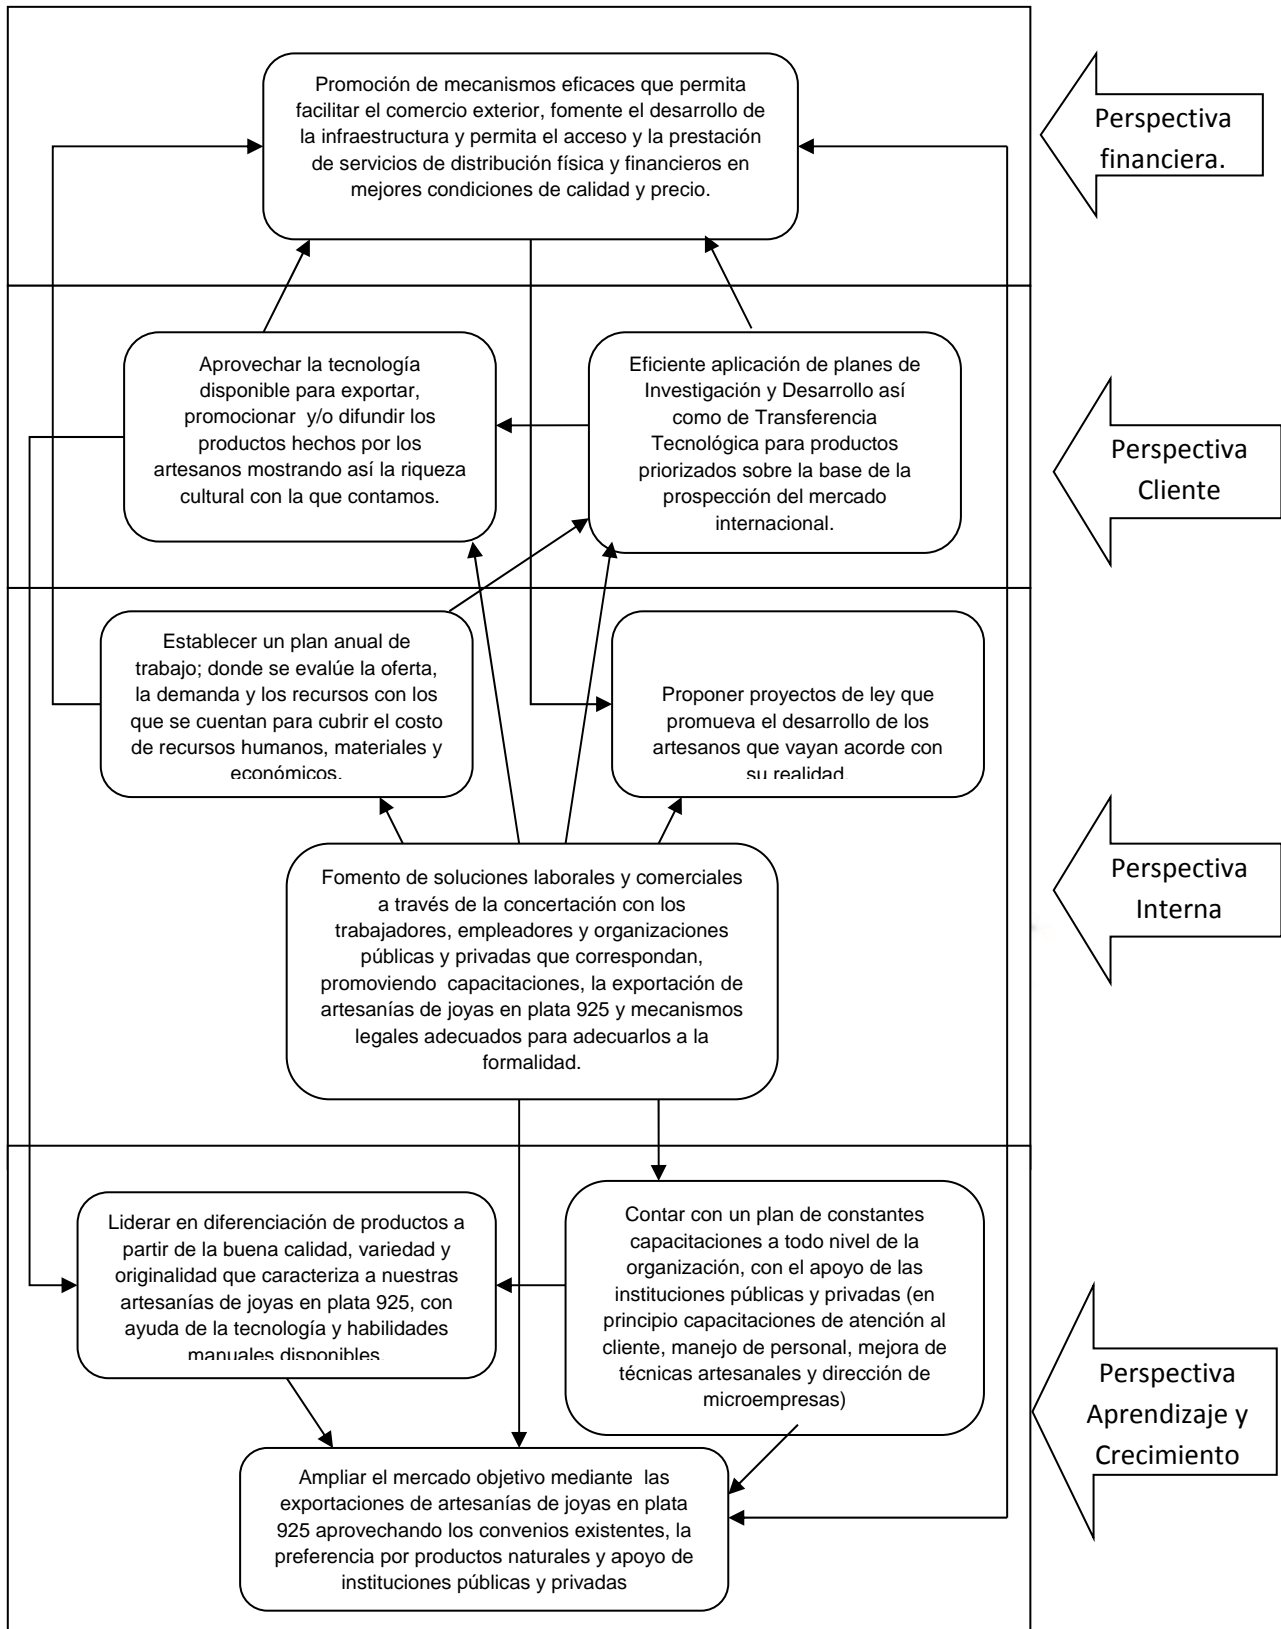 Promoción de mecanismos eficaces que permita
facilitar el comercio exterior, fomente el desarrollo de
la infraestructura y permita el acceso y la prestación
de servicios de distribución física y financieros en
mejores condiciones de calidad y precio.
Perspectiva
financiera.
Aprovechar la tecnología
disponible para exportar,
promocionar y/o difundir los
productos hechos por los
artesanos mostrando así la riqueza
cultural con la que contamos.
Eficiente aplicación de planes de
Investigación y Desarrollo así
como de Transferencia
Tecnológica para productos
priorizados sobre la base de la
prospección del mercado
internacional.
Perspectiva
Cliente
Establecer un plan anual de
trabajo; donde se evalúe la oferta,
la demanda y los recursos con los
que se cuentan para cubrir el costo
de recursos humanos, materiales y
económicos.
Proponer proyectos de ley que
promueva el desarrollo de los
artesanos que vayan acorde con
su realidad
Fomento de soluciones laborales y comerciales
a través de la concertación con los
trabajadores, empleadores y organizaciones
públicas y privadas que correspondan,
promoviendo capacitaciones, la exportación de
artesanías de joyas en plata 925 y mecanismos
legales adecuados para adecuarlos a la
formalidad.
Perspectiva
Interna
Liderar en diferenciación de productos a
partir de la buena calidad, variedad y
originalidad que caracteriza a nuestras
artesanías de joyas en plata 925, con
ayuda de la tecnología y habilidades
manuales disponibles.
Contar con un plan de constantes
capacitaciones a todo nivel de la
organización, con el apoyo de las
instituciones públicas y privadas (en
principio capacitaciones de atención al
cliente, manejo de personal, mejora de
técnicas artesanales y dirección de
microempresas)
Perspectiva
Aprendizaje y
Crecimiento
Ampliar el mercado objetivo mediante las
exportaciones de artesanías de joyas en plata
925 aprovechando los convenios existentes, la
preferencia por productos naturales y apoyo de
instituciones públicas y privadas